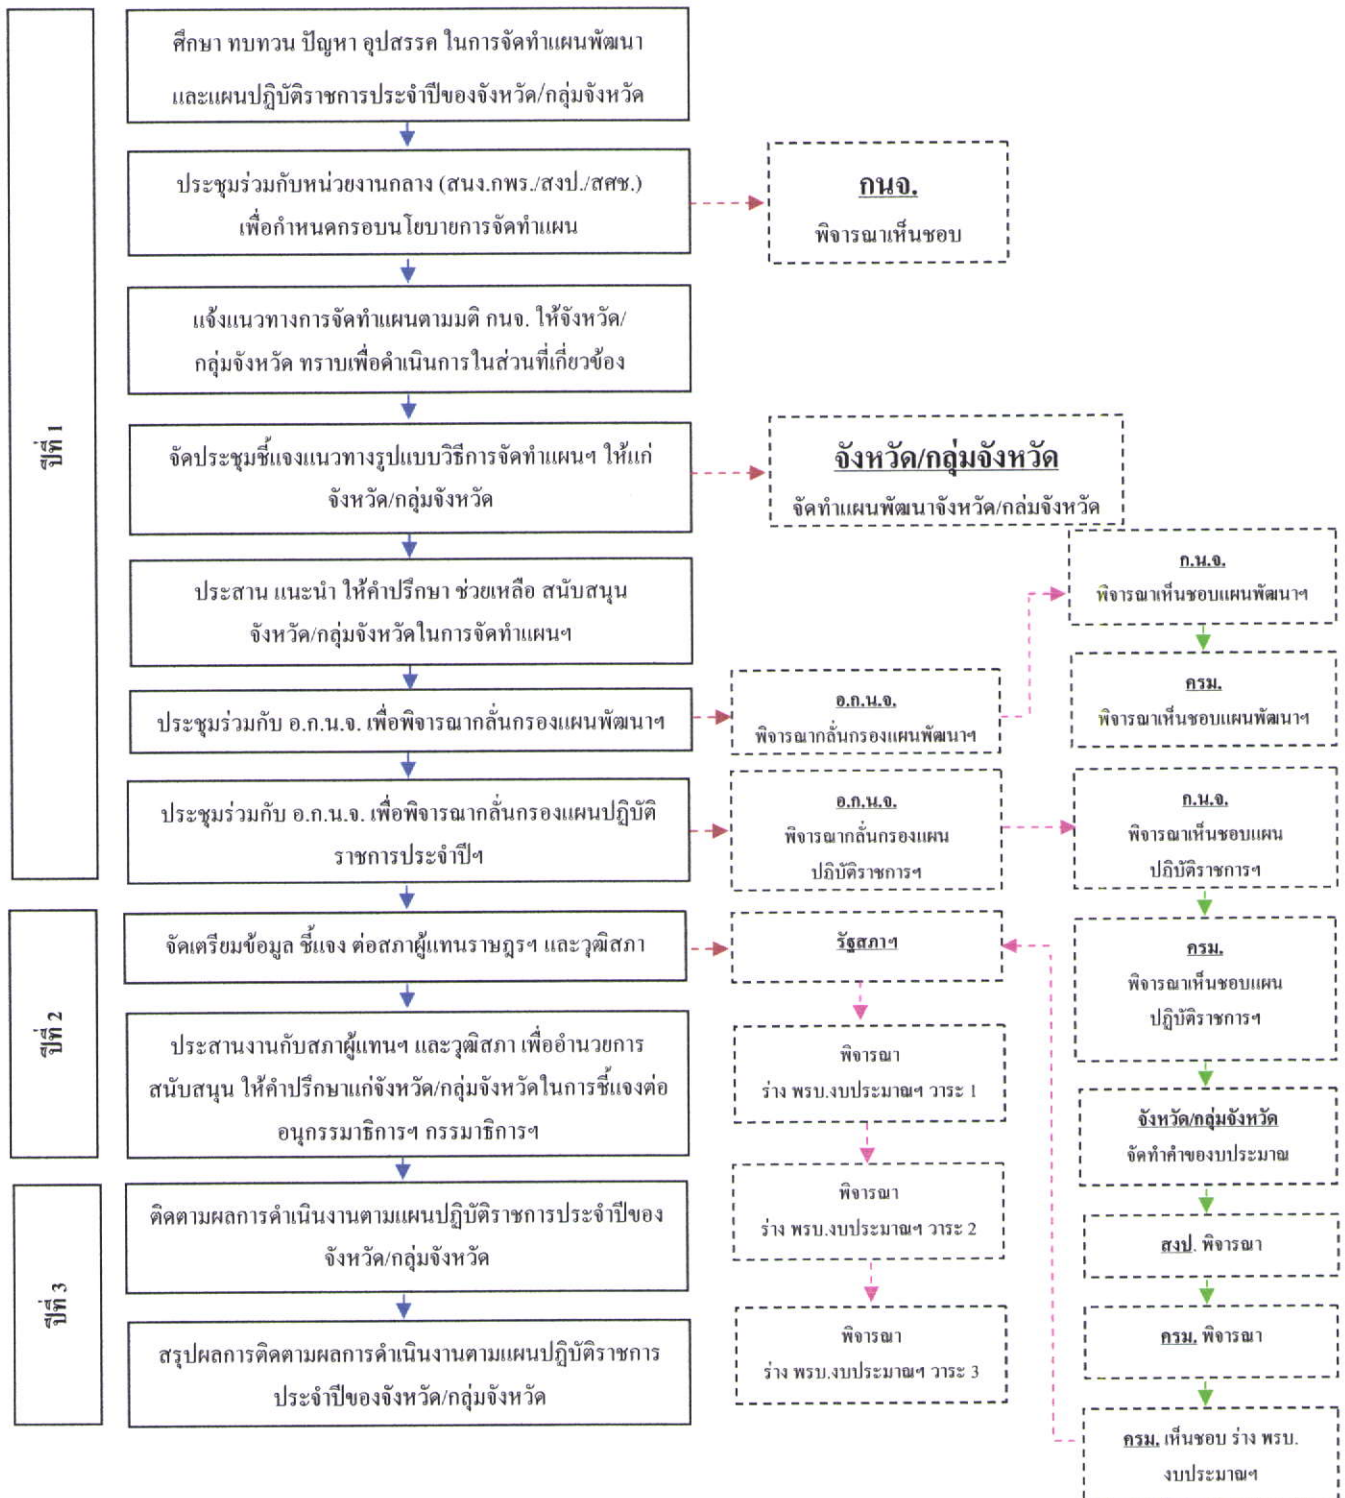 ปีที่ 1
ศึกษา ทบทวน ปัญหา อุปสรรค ในการจัดทำแผนพัฒนา
และแผนปฏิบัติราชการประจำปีของจังหวัด/กลุ่มจังหวัด
ประชุมร่วมกับหน่วยงานกลาง (สนง.กพร./สงป./สศช.)
เพื่อกำหนดกรอบนโยบายการจัดทำแผน
กนจ.
พิจารณาเห็นชอบ
แจ้งแนวทางการจัดทำแผนตามมติ กนจ. ให้จังหวัด/
กลุ่มจังหวัด ทราบเพื่อดำเนินการในส่วนที่เกี่ยวข้อง
จัดประชุมชี้แจงแนวทางรูปแบบวิธีการจัดทำแผนฯ ให้แก่
จังหวัด/กลุ่มจังหวัด
จังหวัด/กลุ่มจังหวัด
จัดทำแผนพัฒนาจังหวัด/กลุ่มจังหวัด
ประสาน แนะนำ ให้คำปรึกษา ช่วยเหลือ สนับสนุน
จังหวัด/กลุ่มจังหวัดในการจัดทำแผนฯ
ก.น.จ.
พิจารณาเห็นชอบแผนพัฒนาฯ
ประชุมร่วมกับ อ.ก.น.จ. เพื่อพิจารณากลั่นกรองแผนพัฒนาฯ
อ.ก.น.จ.
พิจารณากลั่นกรองแผนพัฒนาฯ
ครม.
พิจารณาเห็นชอบแผนพัฒนาฯ
ประชุมร่วมกับ อ.ก.น.จ. เพื่อพิจารณากลั่นกรองแผนปฏิบัติ
ราชการประจำปีฯ
อ.ก.น.จ.
พิจารณากลั่นกรองแผน
ปฏิบัติราชการฯ
ก.น.จ.
พิจารณาเห็นชอบแผน
ปฏิบัติราชการฯ
ปีที่ 2
จัดเตรียมข้อมูล ชี้แจง ต่อสภาผู้แทนราษฎรฯ และวุฒิสภา
รัฐสภาฯ
ครม.
พิจารณาเห็นชอบแผน
ปฏิบัติราชการฯ
ประสานงานกับสภาผู้แทนฯ และวุฒิสภา เพื่ออำนวยการ
สนับสนุน ให้คำปรึกษาแก่จังหวัด/กลุ่มจังหวัดในการชี้แจงต่อ
อนุกรรมาธิการฯ กรรมาธิการฯ
พิจารณา
ร่าง พรบ.งบประมาณฯ วาระ 1
จังหวัด/กลุ่มจังหวัด
จัดทำคำของบประมาณ
ปีที่ 3
ติดตามผลการดำเนินงานตามแผนปฏิบัติราชการประจำปีของ
จังหวัด/กลุ่มจังหวัด
พิจารณา
ร่าง พรบ.งบประมาณฯ วาระ 2
สงป. พิจารณา
สรุปผลการติดตามผลการดำเนินงานตามแผนปฏิบัติราชการ
ประจำปีของจังหวัด/กลุ่มจังหวัด
พิจารณา
ร่าง พรบ.งบประมาณฯ วาระ 3
ครม. พิจารณา
ครม. เห็นชอบ ร่าง พรบ.
งบประมาณฯ